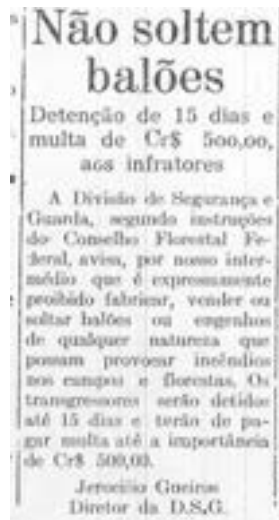 Não soltem
balões
Detenção de 15 dias e
multa de Cr$ 500,00,
aos infratores
A Divisão de Segurança e
Guarda, segundo instruções
do Conselho Florestal Fe-
deral, avisa, por nosso inter-
médio que é expressamente
proibido fabricar, vender ou
soltar balões ou engenhos
de qualquer natureza que
possam provocar incêndios
nos campos e florestas. Os
transgressores serão detidos
até 15 dias e terão de pa-
gar multa até a importância
de Cr$ 500,00.
Jerocilio Gueiros
Diretor da D.S.G.